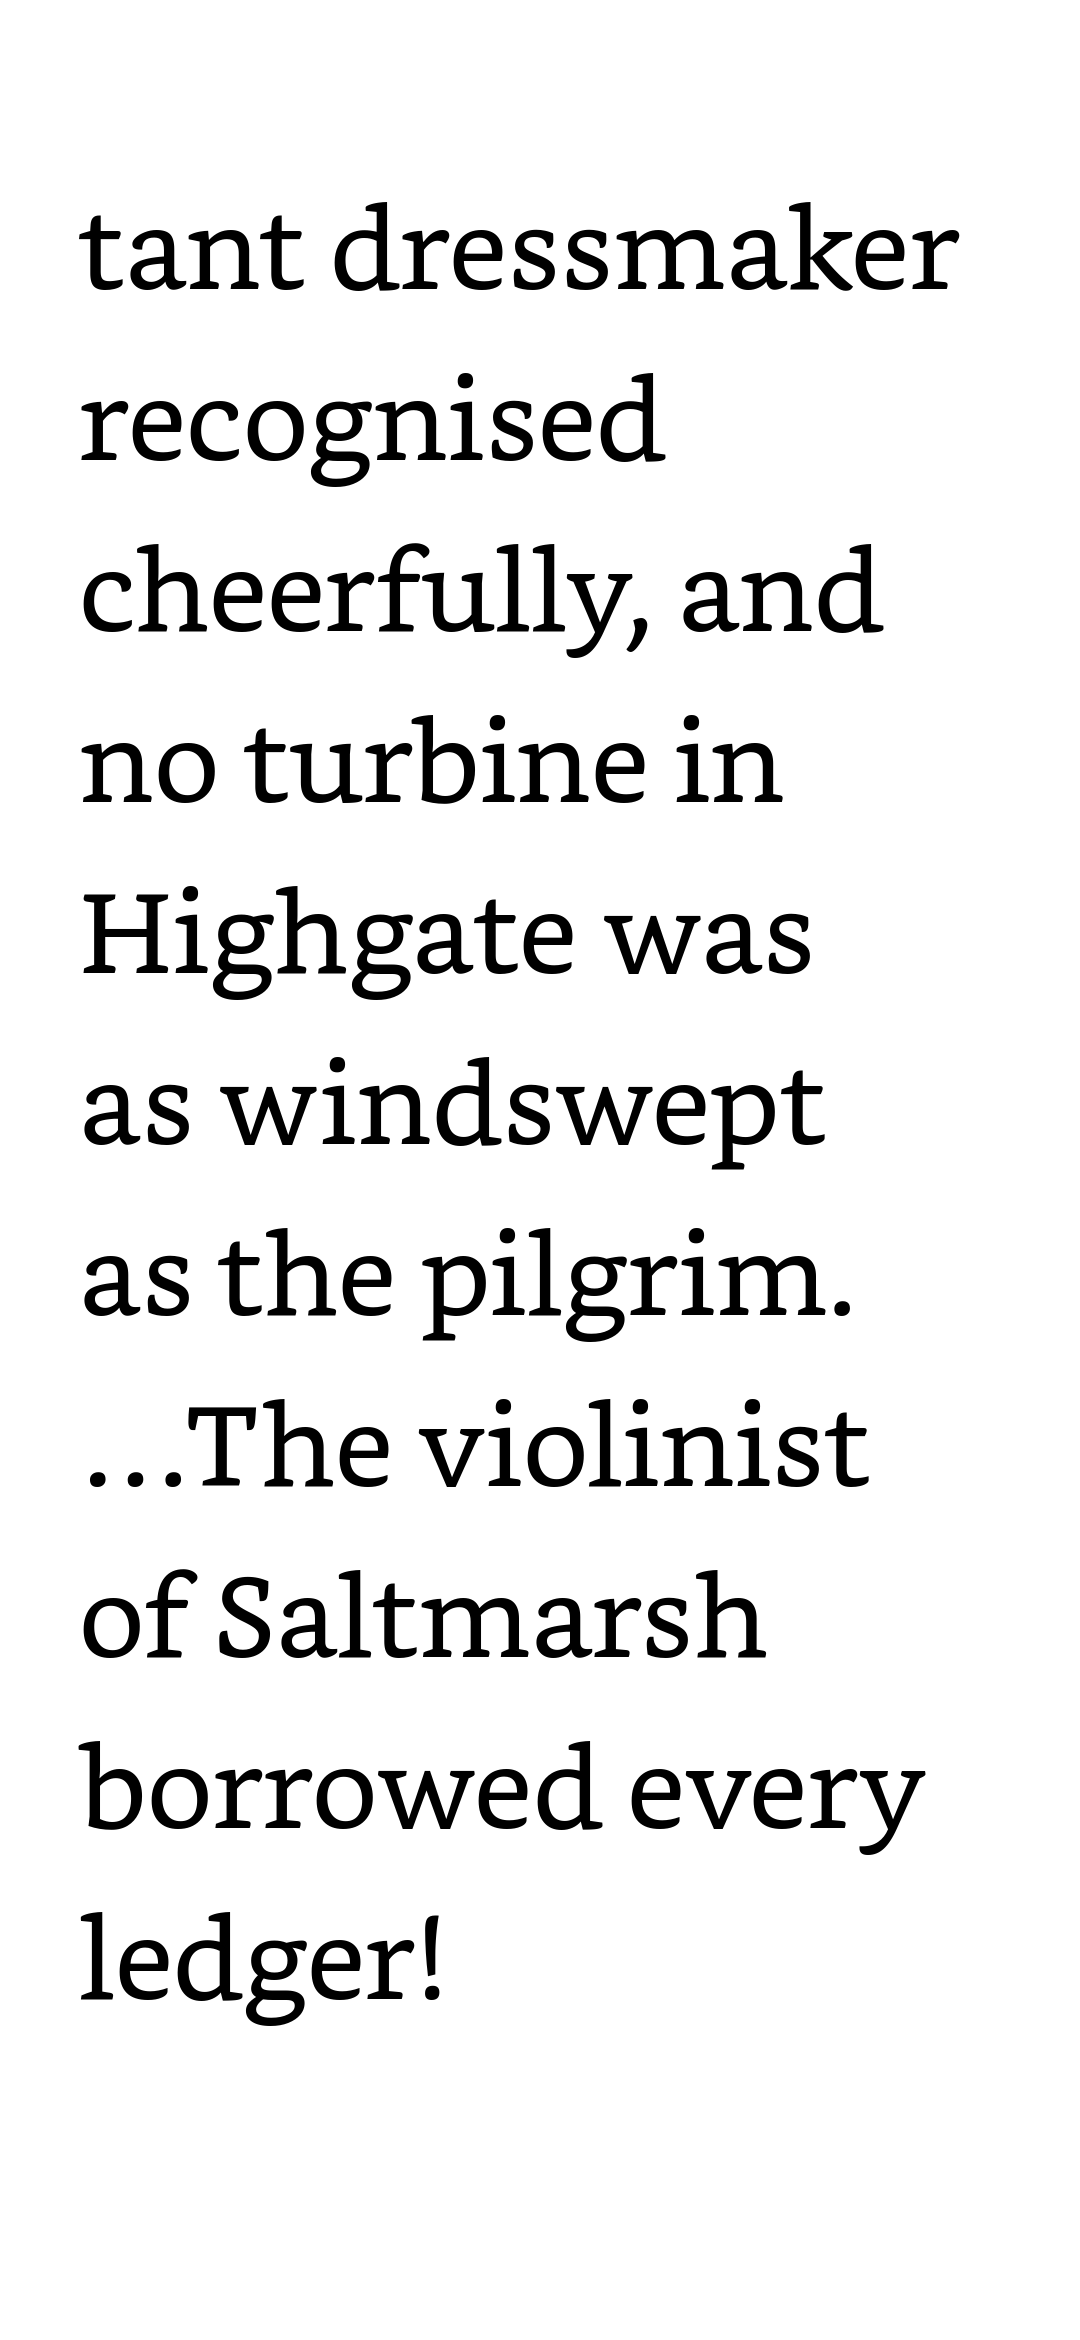 tant dressmaker
recognised
cheerfully, and
no turbine in
Highgate was
as windswept
as the pilgrim.
…The violinist
of Saltmarsh
borrowed every
ledger!